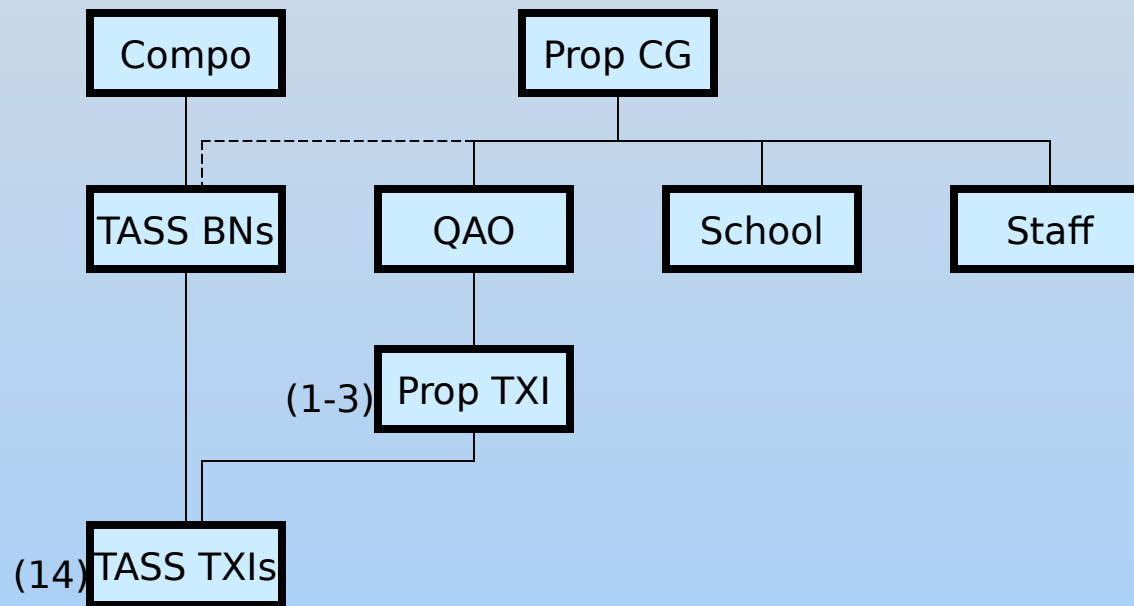 Compo
Prop CG
TASS BNs
QAO
School
Staff
(1-3)
Prop TXI
(14)
TASS TXIs